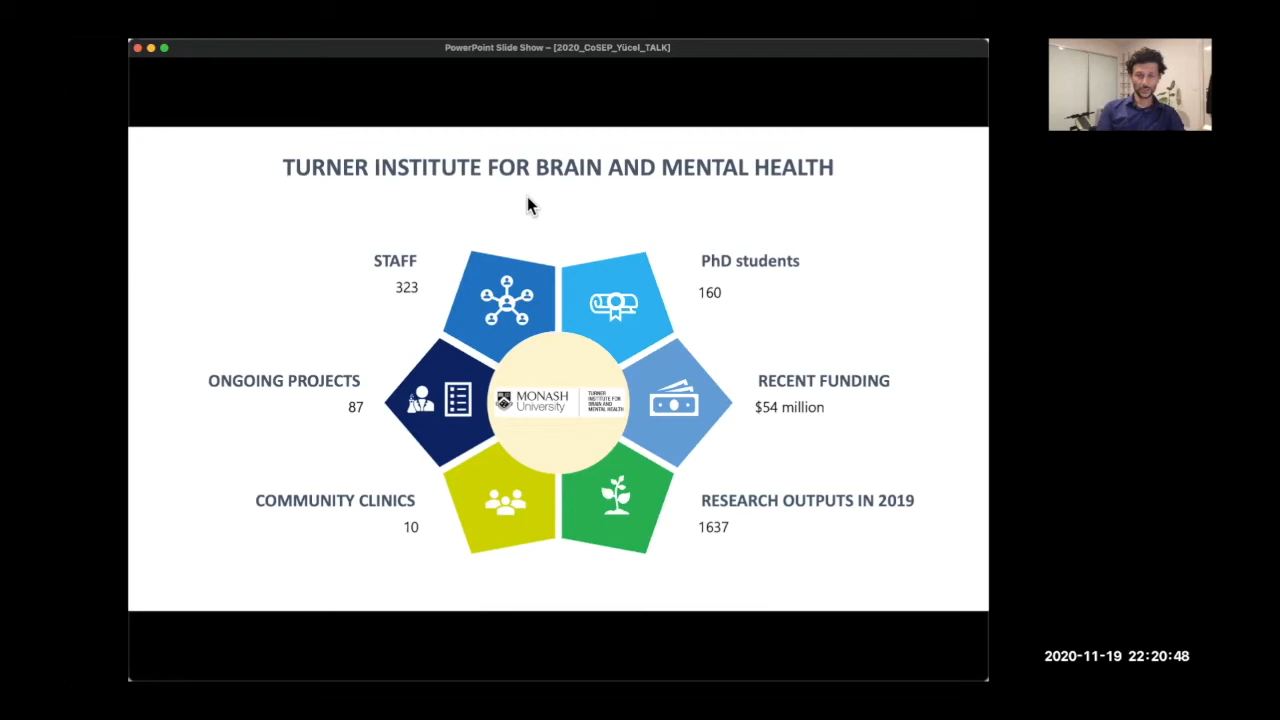 PowerPoint Slide Show – [2020_CoSEP_Yücel_TALK]
TURNER INSTITUTE FOR BRAIN AND MENTAL HEALTH
STAFF
323
PhD students
160
ONGOING PROJECTS
87
MONASH
University
TURNER
INSTITUTE FOR
BRAIN AND
MENTAL HEALTH
RECENT FUNDING
$54 million
COMMUNITY CLINICS
10
RESEARCH OUTPUTS IN 2019
1637
2020-11-19 22:20:48